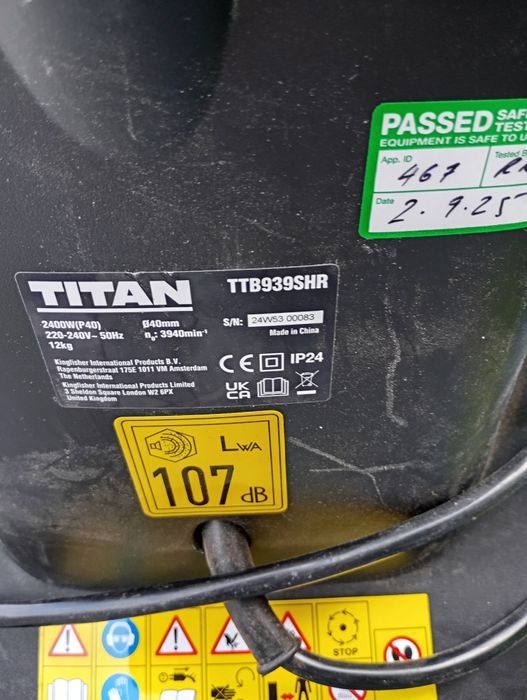 PASSED
EQUIPMENT IS SAFE TO
App. ID
467
Tested
Date
2.9.25
TITAN
TTB939SHR
2400W(P40)
Ø40mm
S/N: 24W53 00083
220-240V~ 50Hz
n₀: 3940min⁻¹
Made in China
12kg
Kingfisher International Products B.V.
Rapenburgerstraat 175E 1011 VM Amsterdam
The Netherlands
CE
IP24
Kingfisher International Products Limited
3 Sheldon Square London W2 6PX
United Kingdom
UK
CA
LWA
107 dB
STOP